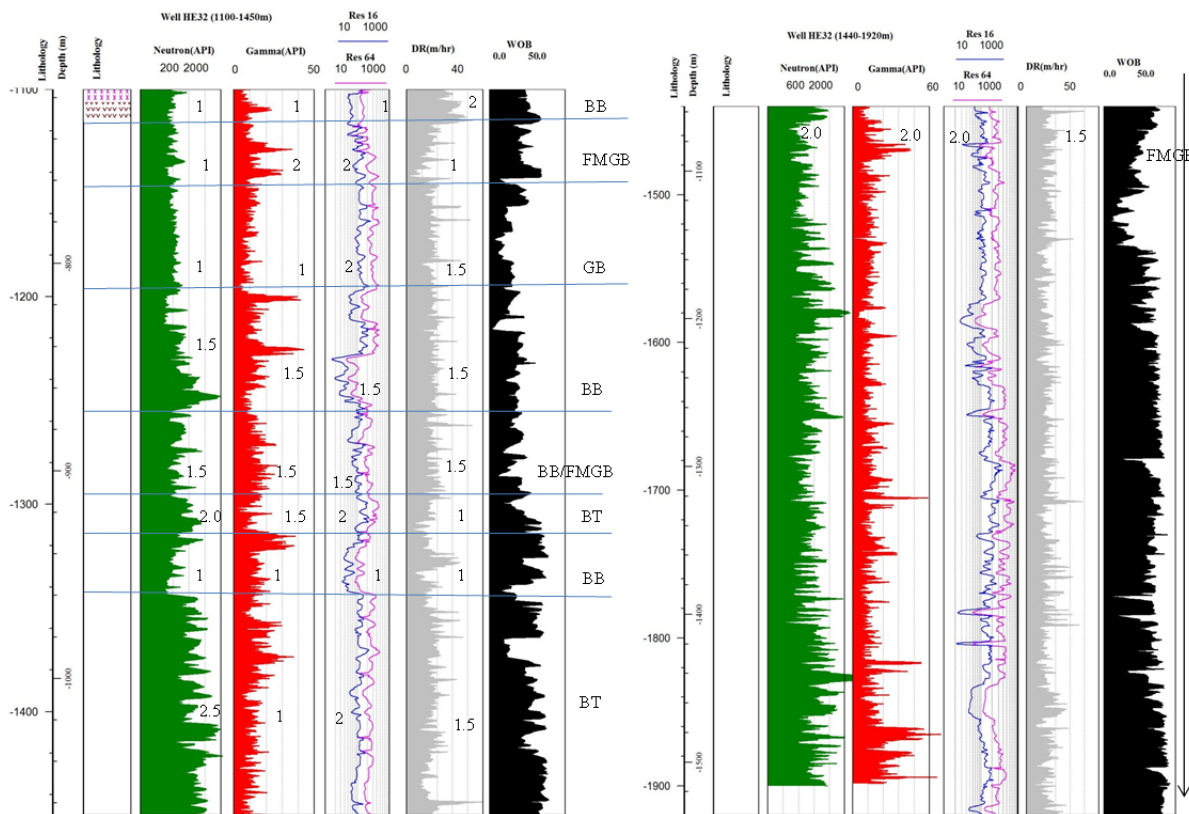 Well HE32 (1100-1450m)
Res 16
10 1000
Lithology
Depth (m)
Lithology
Neutron(API)
200 2000
Gamma(API)
0 50
Res 64
10 1000
DR(m/hr)
0 40
WOB
0.0 50.0
-1100
1 1 1 2 BB
1 2 2 1 FMGB
-800
1 1 2 1.5 GB
-1200
1.5 1.5 1.5 1.5 BB
-900
1.5 1.5 1.5 1.5 BB/FMGB
-1300
2.0 1.5 2 1 BT
1 1 1 1 BB
-1000
-1400
2.5 1 2 1.5 BT
Well HE32 (1440-1920m)
Res 16
10 1000
Lithology
Depth (m)
Lithology
Neutron(API)
600 2000
Gamma(API)
0 60
Res 64
10 1000
DR(m/hr)
0 50
WOB
0.0 50.0
2.0 2.0 2.0 1.5 FMGB
-1100
-1500
-1200
-1600
-1300
-1700
-1400
-1800
-1500
-1900